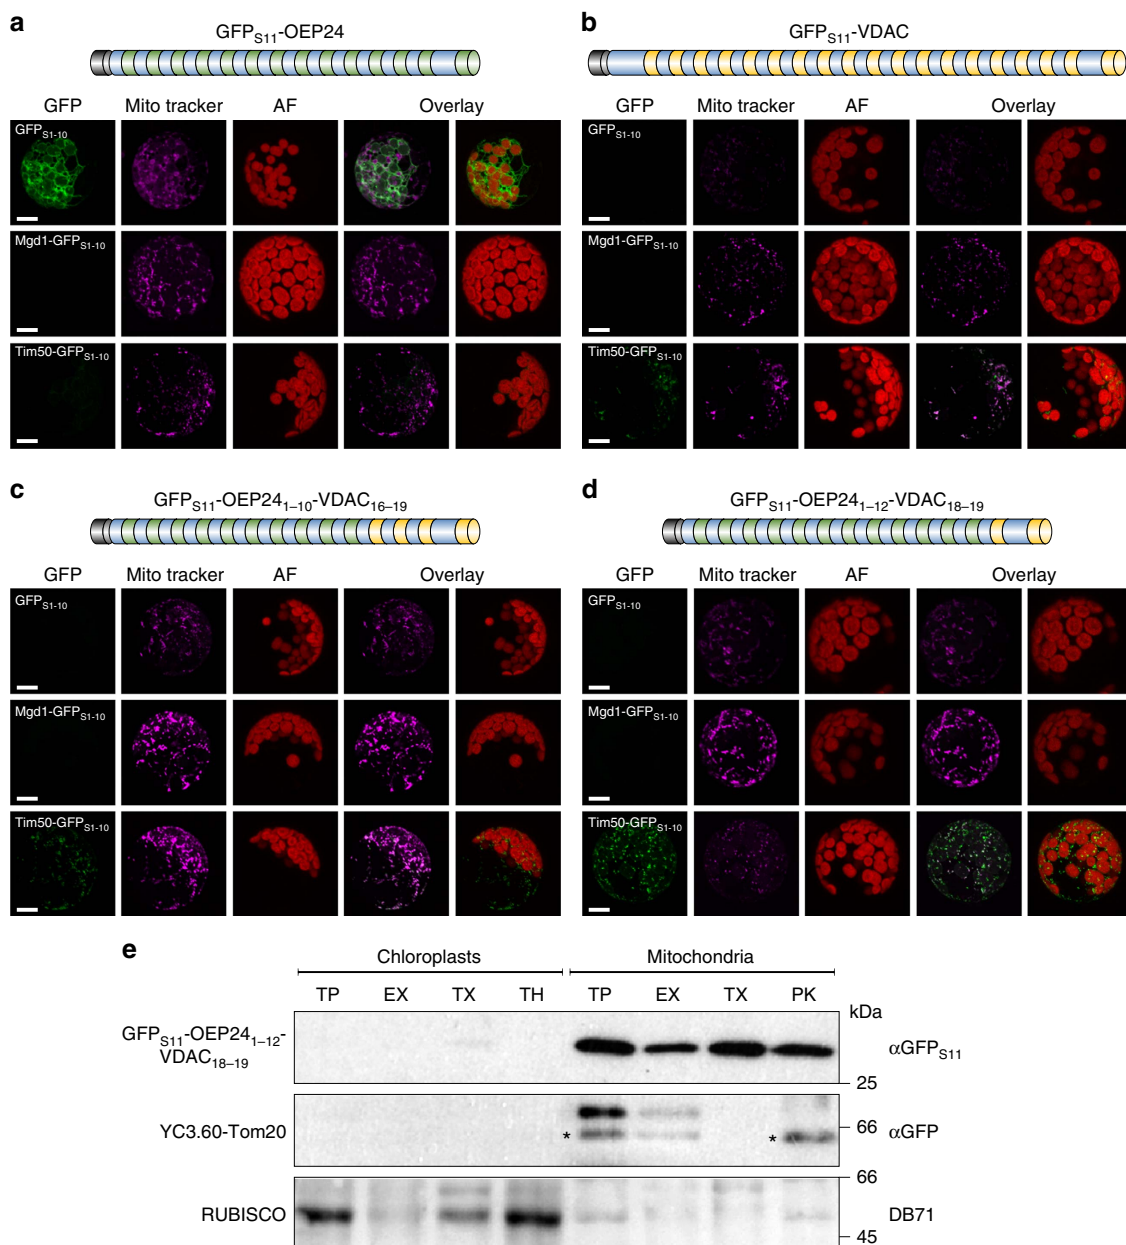 a
GFPS11-OEP24
GFP Mito tracker AF Overlay
GFPS1-10
Mgd1-GFPS1-10
Tim50-GFPS1-10
b
GFPS11-VDAC
GFP Mito tracker AF Overlay
GFPS1-10
Mgd1-GFPS1-10
Tim50-GFPS1-10
c
GFPS11-OEP241–10-VDAC16–19
GFP Mito tracker AF Overlay
GFPS1-10
Mgd1-GFPS1-10
Tim50-GFPS1-10
d
GFPS11-OEP241–12-VDAC18–19
GFP Mito tracker AF Overlay
GFPS1-10
Mgd1-GFPS1-10
Tim50-GFPS1-10
e
Chloroplasts Mitochondria
TP EX TX TH TP EX TX PK
kDa
GFPS11-OEP241–12-
VDAC18–19
αGFPS11
25
YC3.60-Tom20
* *
66
αGFP
66
RUBISCO
DB71
45